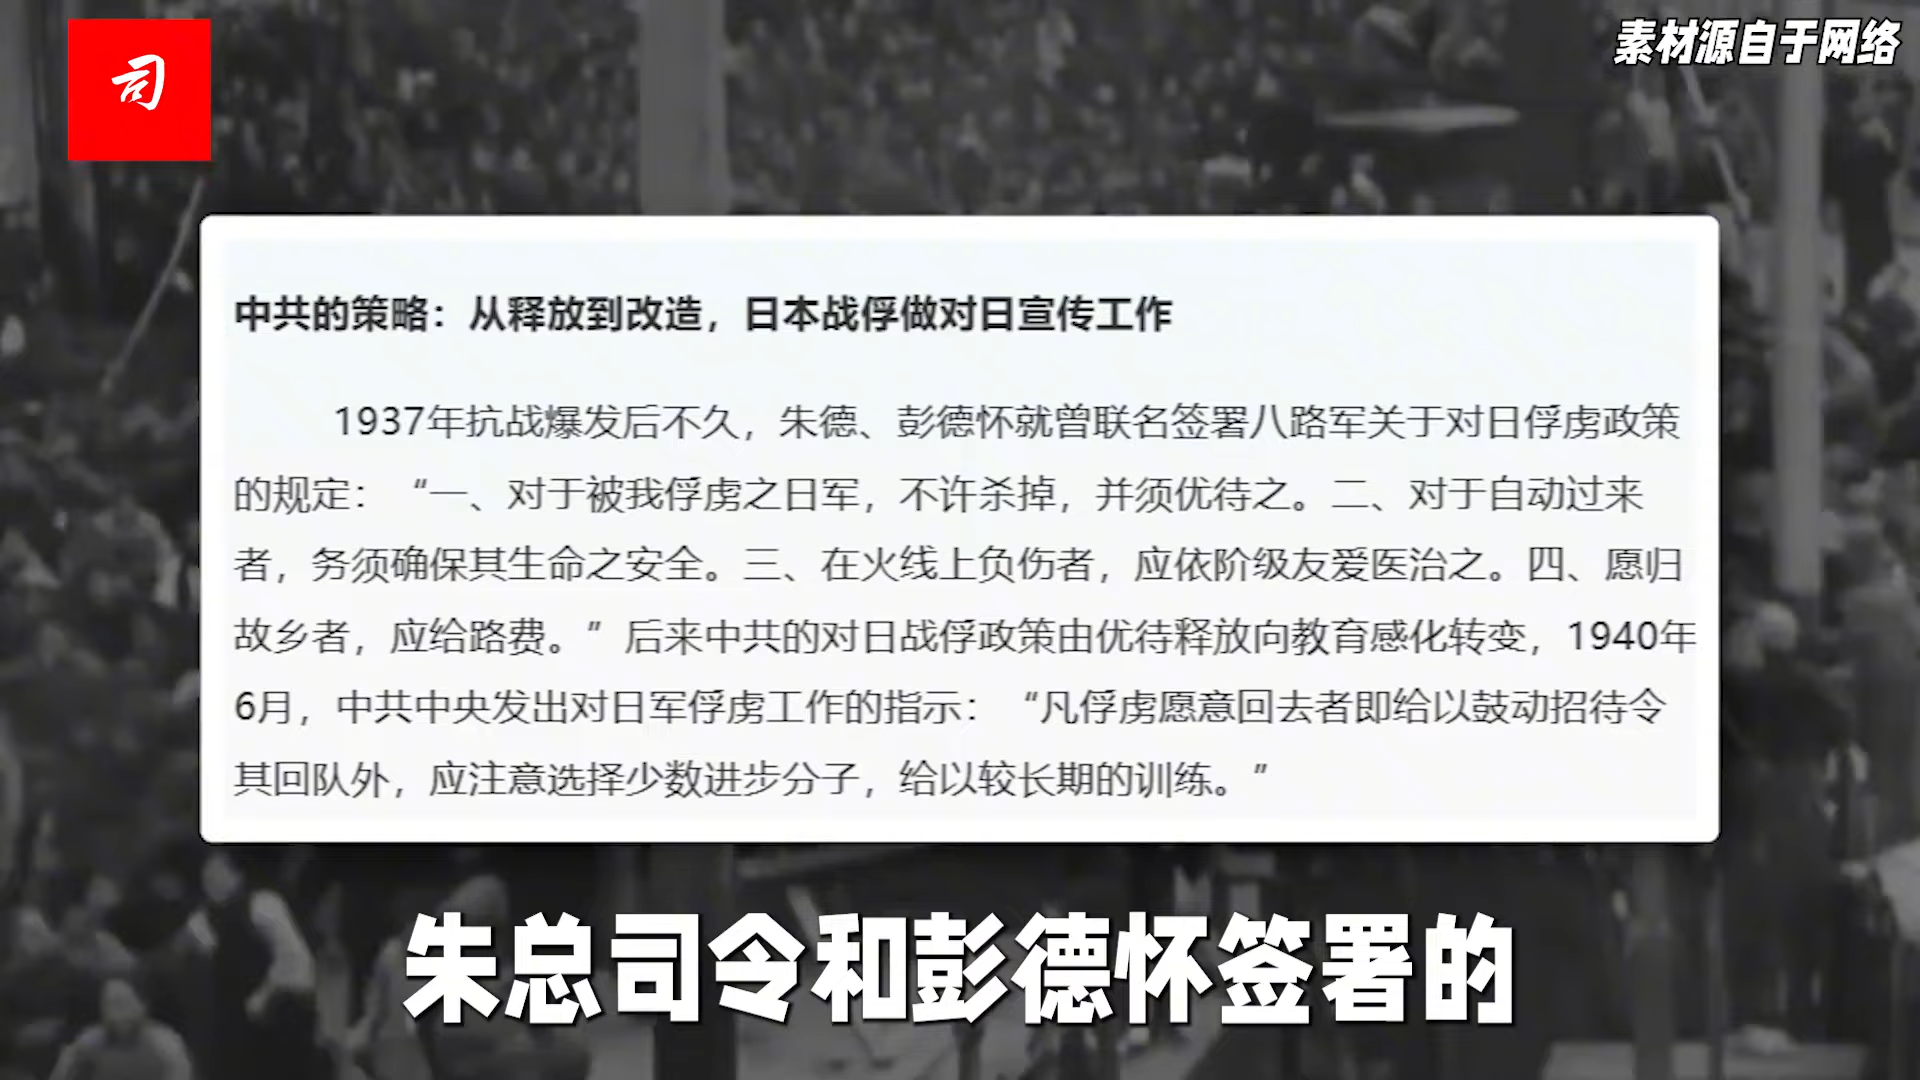 司
素材源自于网络
中共的策略：从释放到改造，日本战俘做对日宣传工作
1937年抗战爆发后不久，朱德、彭德怀就曾联名签署八路军关于对日俘虏政策
的规定：“一、对于被我俘虏之日军，不许杀掉，并须优待之。二、对于自动过来
者，务须确保其生命之安全。三、在火线上负伤者，应依阶级友爱医治之。四、愿归
故乡者，应给路费。”后来中共的对日战俘政策由优待释放向教育感化转变，1940年
6月，中共中央发出对日军俘虏工作的指示：“凡俘虏愿意回去者即给以鼓动招待令
其回队外，应注意选择少数进步分子，给以较长期的训练。”
朱总司令和彭德怀签署的